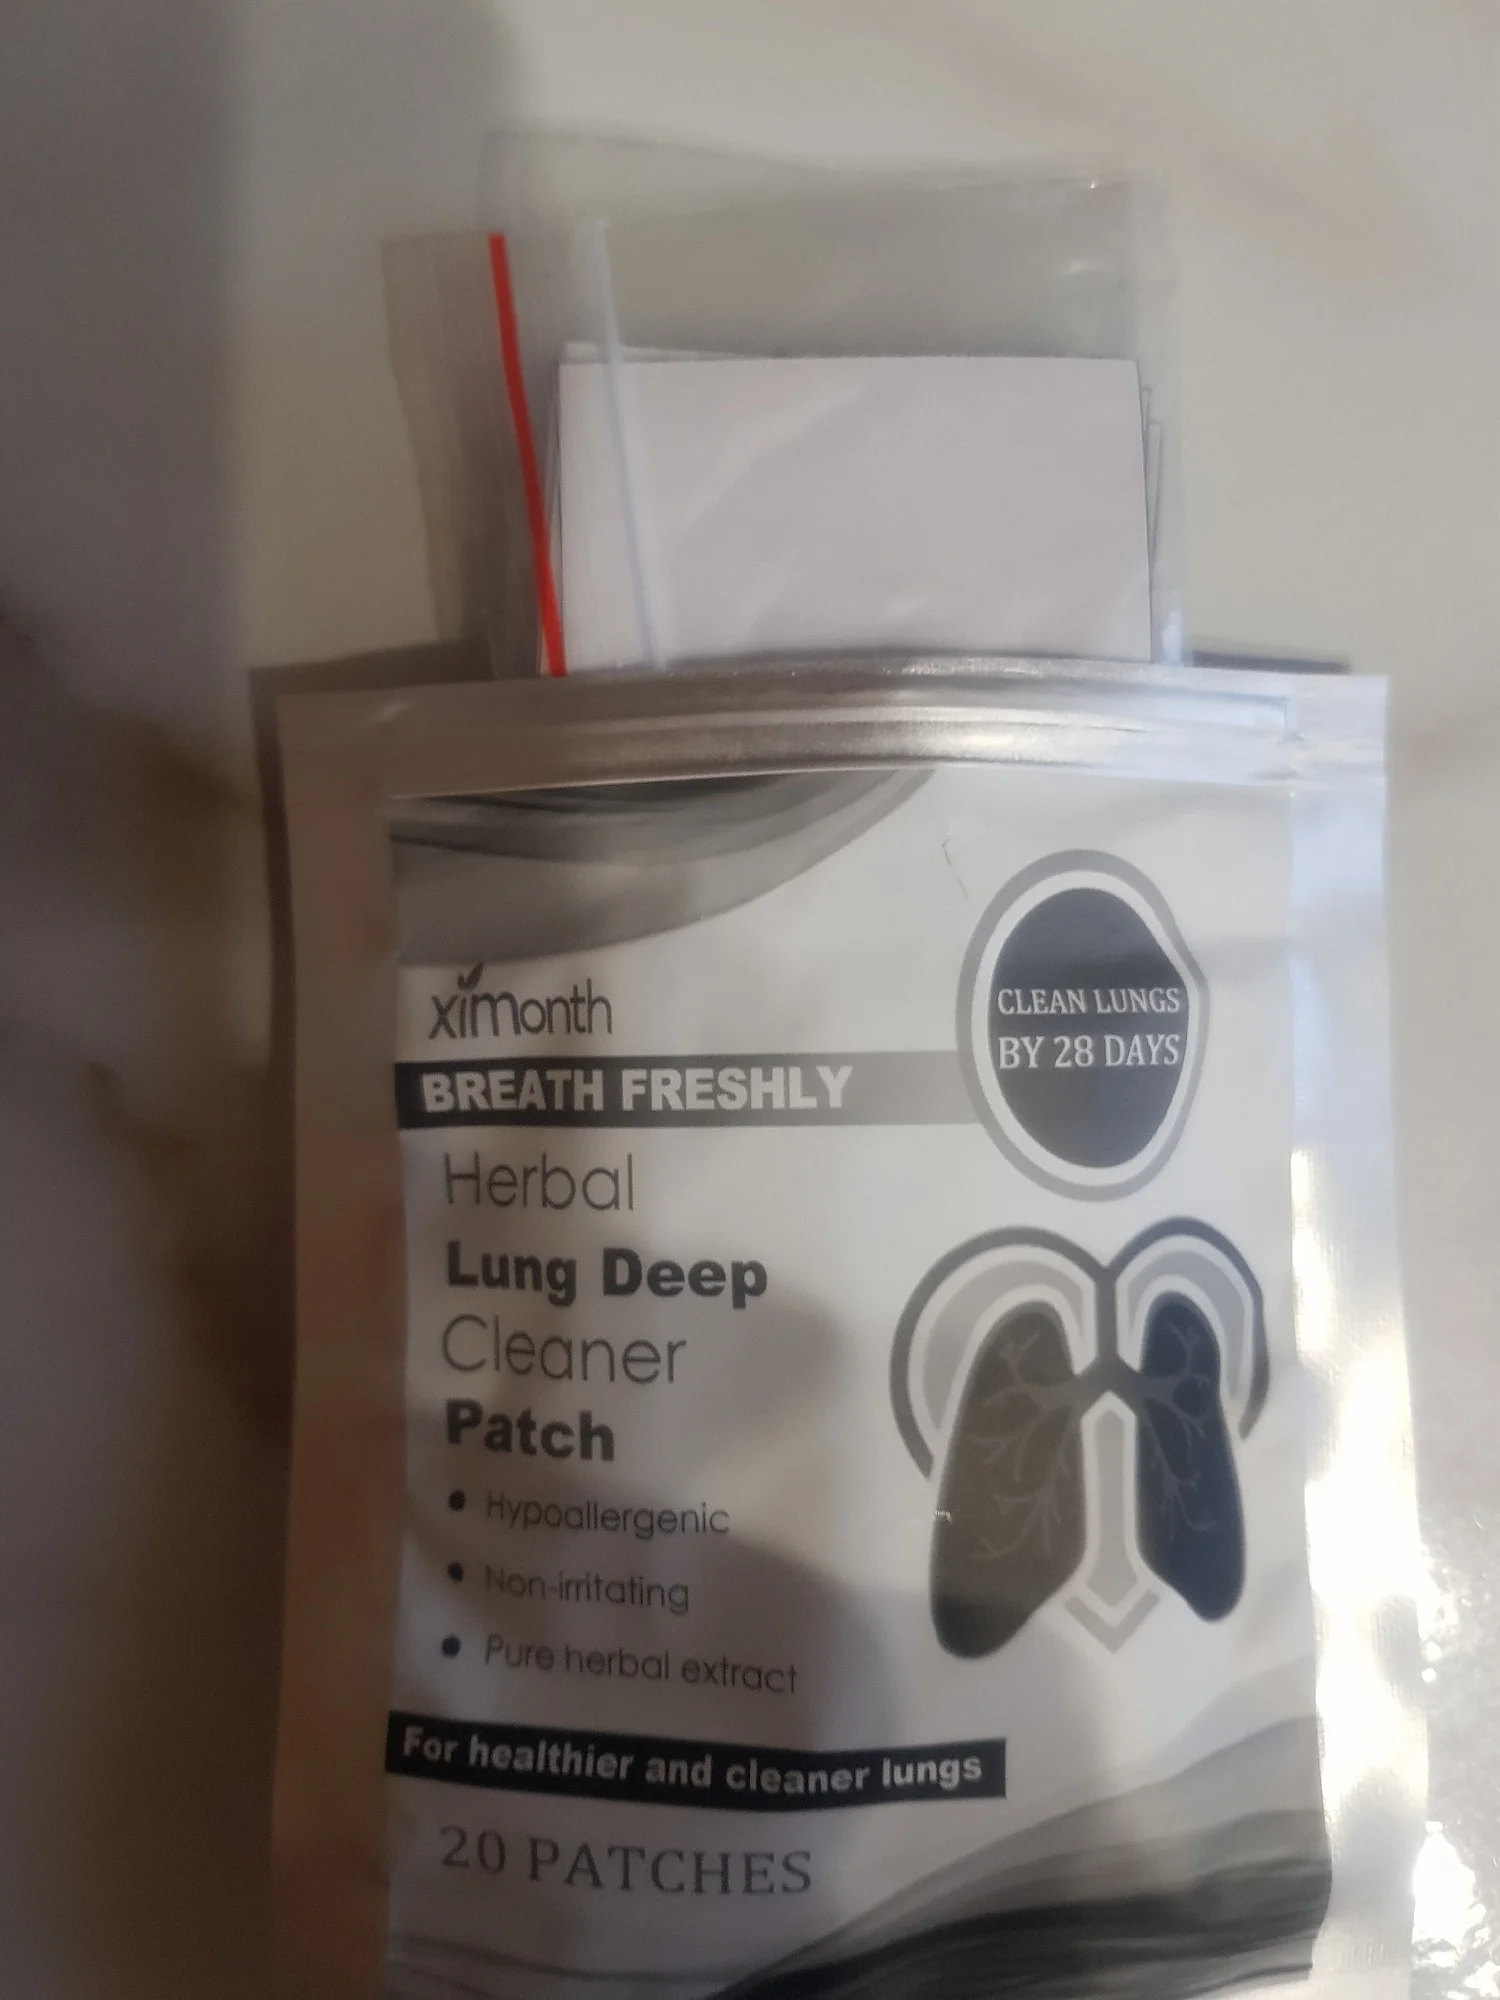 xiMonth
CLEAN LUNGS
BY 28 DAYS
BREATH FRESHLY
Herbal
Lung Deep
Cleaner
Patch
• Hypoallergenic
• Non-irritating
• Pure herbal extract
For healthier and cleaner lungs
20 PATCHES